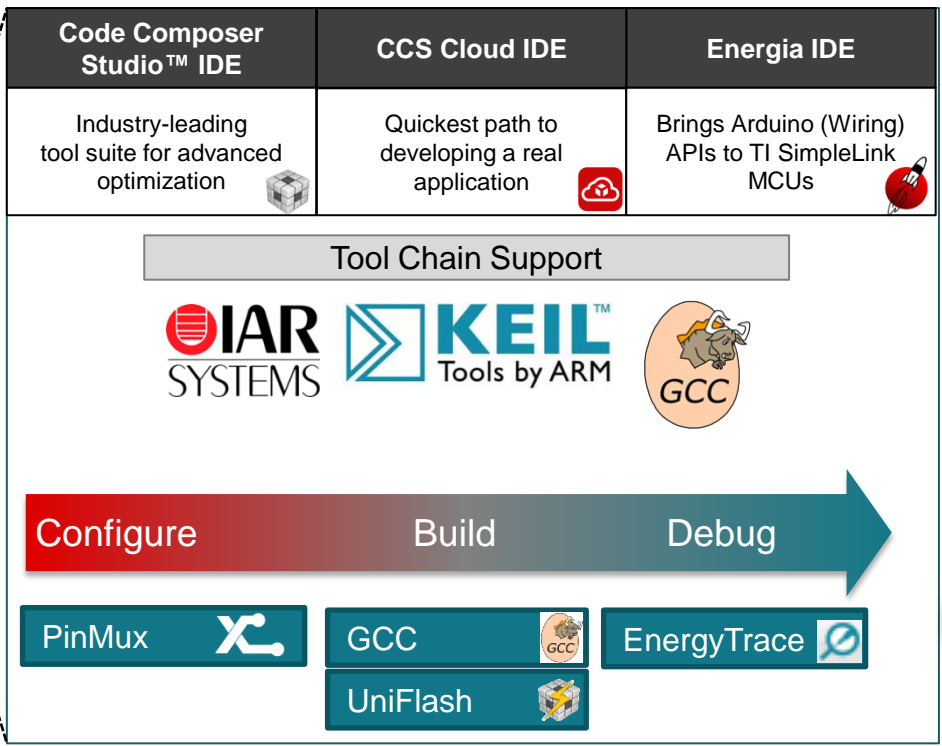 Code Composer
Studio™ IDE
CCS Cloud IDE
Energia IDE
Industry-leading
tool suite for advanced
optimization
Quickest path to
developing a real
application
Brings Arduino (Wiring)
APIs to TI SimpleLink
MCUs
Tool Chain Support
IAR
SYSTEMS
KEIL™
Tools by ARM
GCC
Configure
Build
Debug
PinMux
GCC
GCC
EnergyTrace
UniFlash